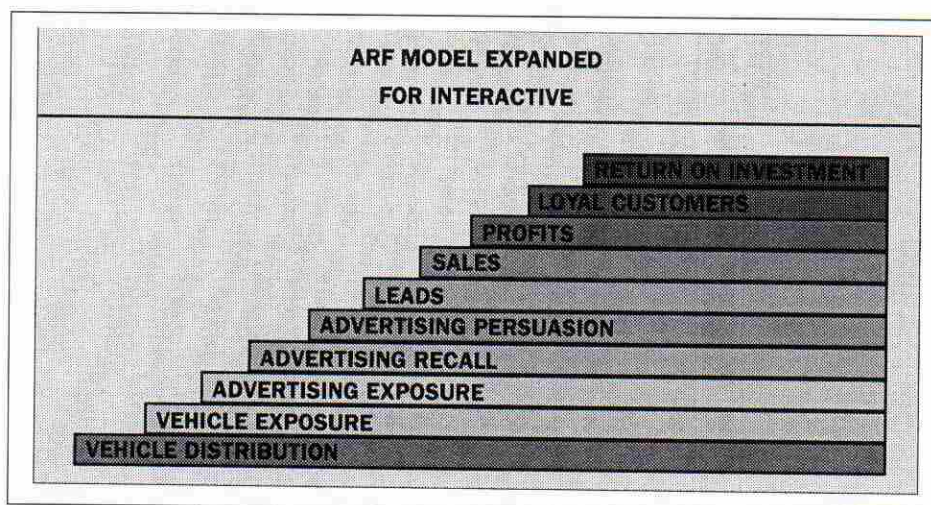 ARF MODEL EXPANDED
FOR INTERACTIVE
RETURN ON INVESTMENT
LOYAL CUSTOMERS
PROFITS
SALES
LEADS
ADVERTISING PERSUASION
ADVERTISING RECALL
ADVERTISING EXPOSURE
VEHICLE EXPOSURE
VEHICLE DISTRIBUTION